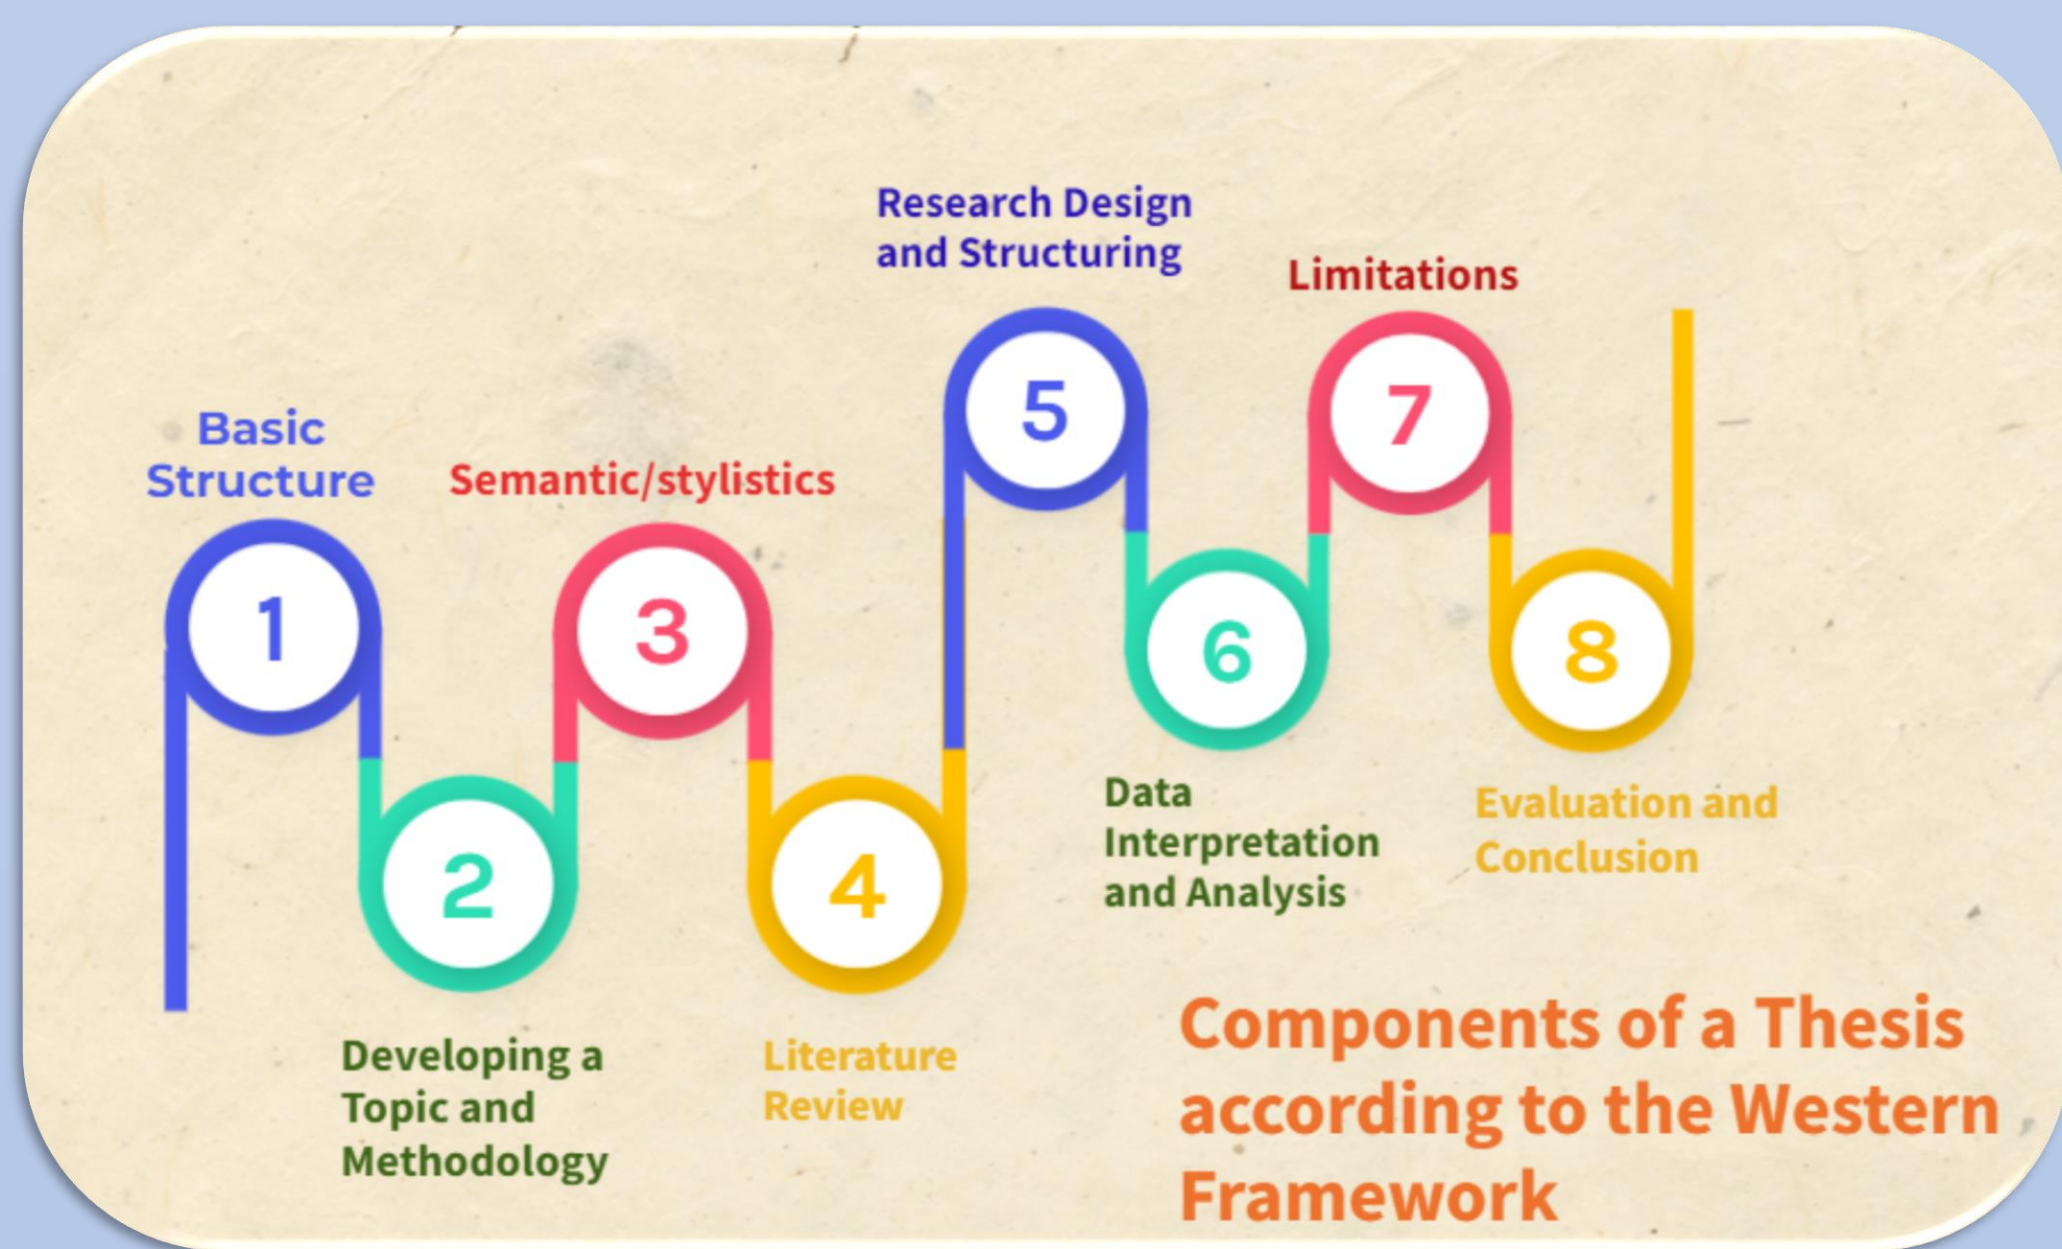 Basic
Structure
1
Developing a
Topic and
Methodology
2
Semantic/stylistics
3
Literature
Review
4
Research Design
and Structuring
5
Data
Interpretation
and Analysis
6
Limitations
7
Evaluation and
Conclusion
8
Components of a Thesis
according to the Western
Framework